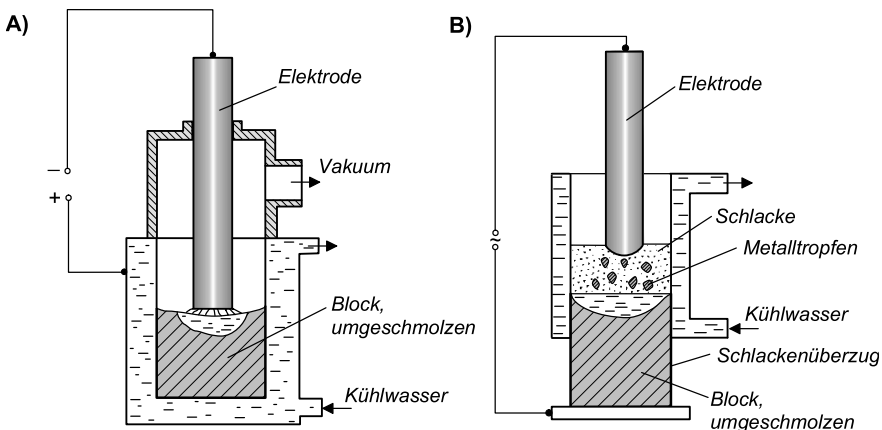 A)
Elektrode
Vakuum
–
+
Block,
umgeschmolzen
Kühlwasser
B)
Elektrode
Schlacke
Metalltropfen
≈
Kühlwasser
Schlackenüberzug
Block,
umgeschmolzen